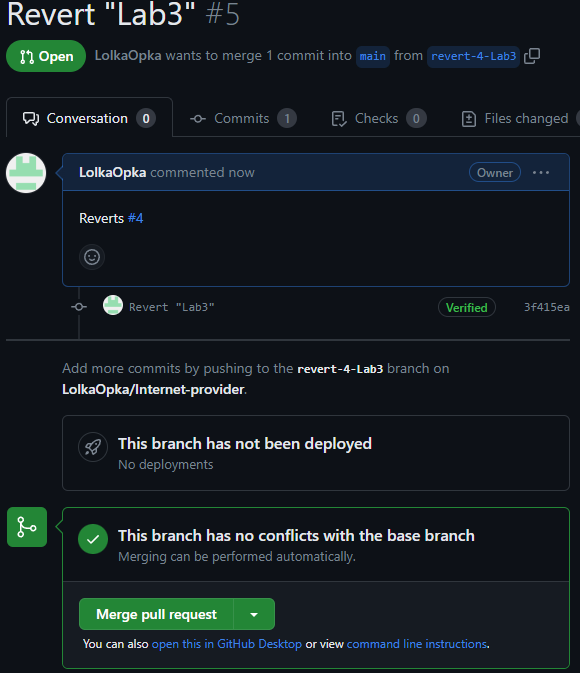 Revert "Lab3" #5
Open LolkaOpka wants to merge 1 commit into main from revert-4-Lab3
Conversation 0 Commits 1 Checks 0 Files changed
LolkaOpka commented now Owner
Reverts #4
Revert "Lab3" Verified 3f415ea
Add more commits by pushing to the revert-4-Lab3 branch on
LolkaOpka/Internet-provider.
This branch has not been deployed
No deployments
This branch has no conflicts with the base branch
Merging can be performed automatically.
Merge pull request
You can also open this in GitHub Desktop or view command line instructions.